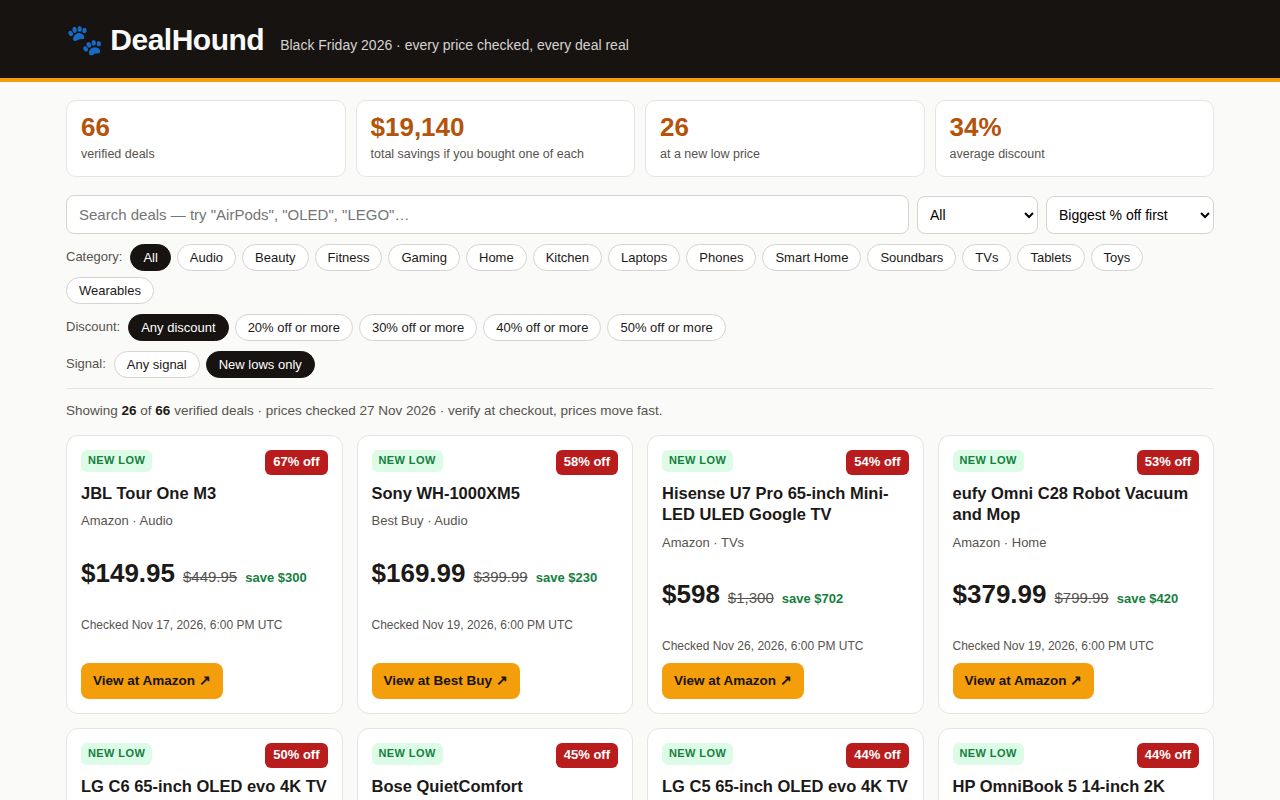 🐾 DealHound Black Friday 2026 · every price checked, every deal real
66 $19,140 26 34%
verified deals total savings if you bought one of each at a new low price average discount
Search deals — try "AirPods", "OLED", "LEGO"… All Biggest % off first
Category: All Audio Beauty Fitness Gaming Home Kitchen Laptops Phones Smart Home Soundbars TVs Tablets Toys
Wearables
Discount: Any discount 20% off or more 30% off or more 40% off or more 50% off or more
Signal: Any signal New lows only
Showing 26 of 66 verified deals · prices checked 27 Nov 2026 · verify at checkout, prices move fast.
NEW LOW 67% off
JBL Tour One M3
Amazon · Audio
$149.95 $449.95 save $300
Checked Nov 17, 2026, 6:00 PM UTC
View at Amazon ↗
NEW LOW 58% off
Sony WH-1000XM5
Best Buy · Audio
$169.99 $399.99 save $230
Checked Nov 19, 2026, 6:00 PM UTC
View at Best Buy ↗
NEW LOW 54% off
Hisense U7 Pro 65-inch Mini-
LED ULED Google TV
Amazon · TVs
$598 $1,300 save $702
Checked Nov 26, 2026, 6:00 PM UTC
View at Amazon ↗
NEW LOW 53% off
eufy Omni C28 Robot Vacuum
and Mop
Amazon · Home
$379.99 $799.99 save $420
Checked Nov 19, 2026, 6:00 PM UTC
View at Amazon ↗
NEW LOW 50% off
LG C6 65-inch OLED evo 4K TV
NEW LOW 45% off
Bose QuietComfort
NEW LOW 44% off
LG C5 65-inch OLED evo 4K TV
NEW LOW 44% off
HP OmniBook 5 14-inch 2K